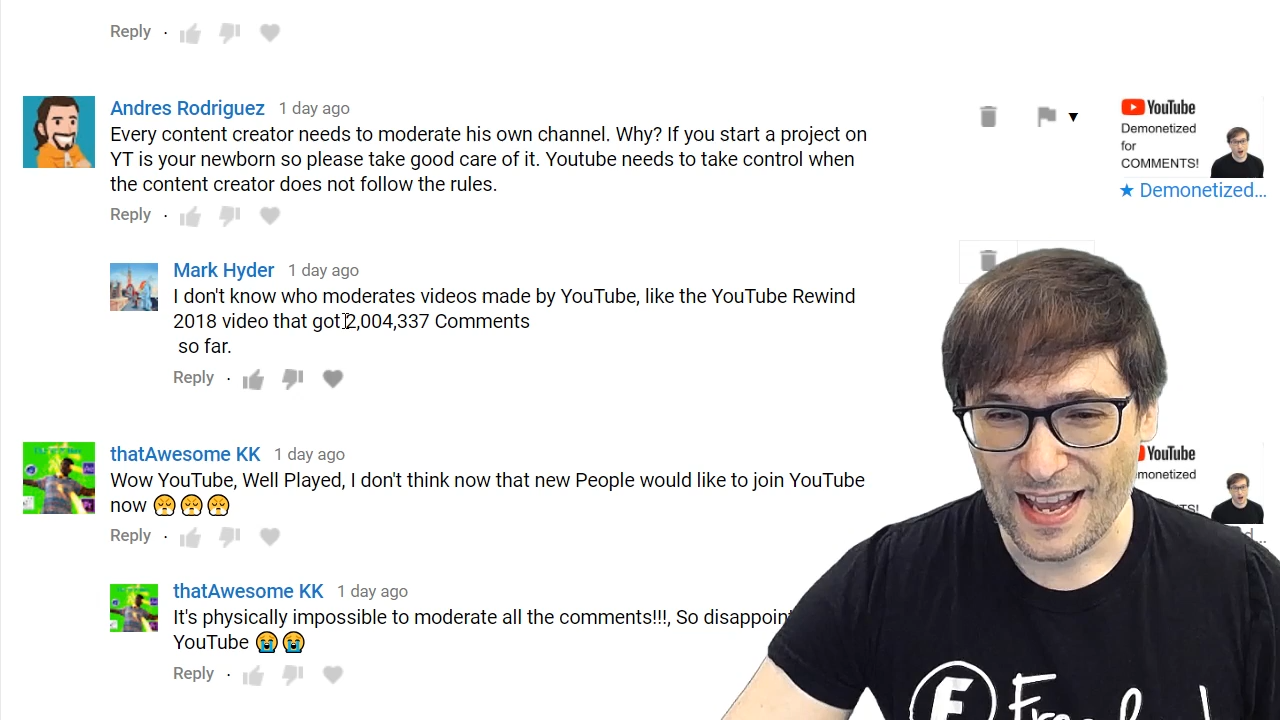 Reply ·
Andres Rodriguez 1 day ago
Every content creator needs to moderate his own channel. Why? If you start a project on
YT is your newborn so please take good care of it. Youtube needs to take control when
the content creator does not follow the rules.
Reply ·
YouTube
Demonetized
for
COMMENTS!
★ Demonetized...
Mark Hyder 1 day ago
I don't know who moderates videos made by YouTube, like the YouTube Rewind
2018 video that got 2,004,337 Comments
so far.
Reply ·
thatAwesome KK 1 day ago
Wow YouTube, Well Played, I don't think now that new People would like to join YouTube
now 😤😤😤
Reply ·
YouTube
monetized
thatAwesome KK 1 day ago
It's physically impossible to moderate all the comments!!!, So disappoint
YouTube 😭😭
Reply ·